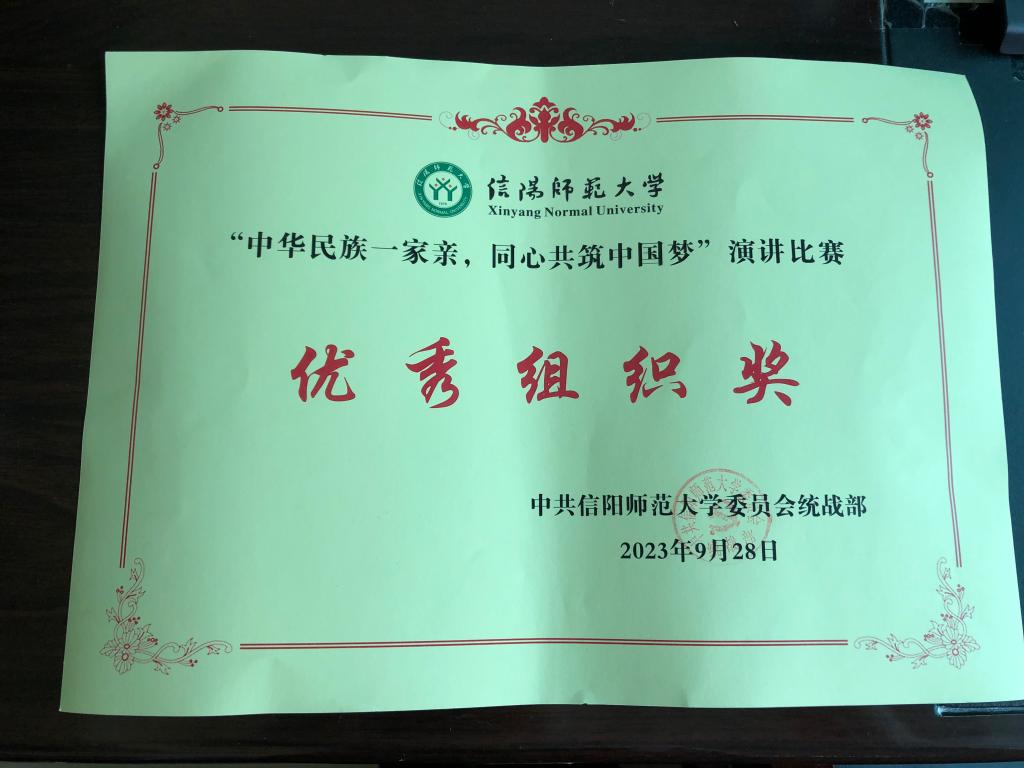 信阳师范大学
Xinyang Normal University
“中华民族一家亲，同心共筑中国梦”演讲比赛
优秀组织奖
中共信阳师范大学委员会统战部
2023年9月28日